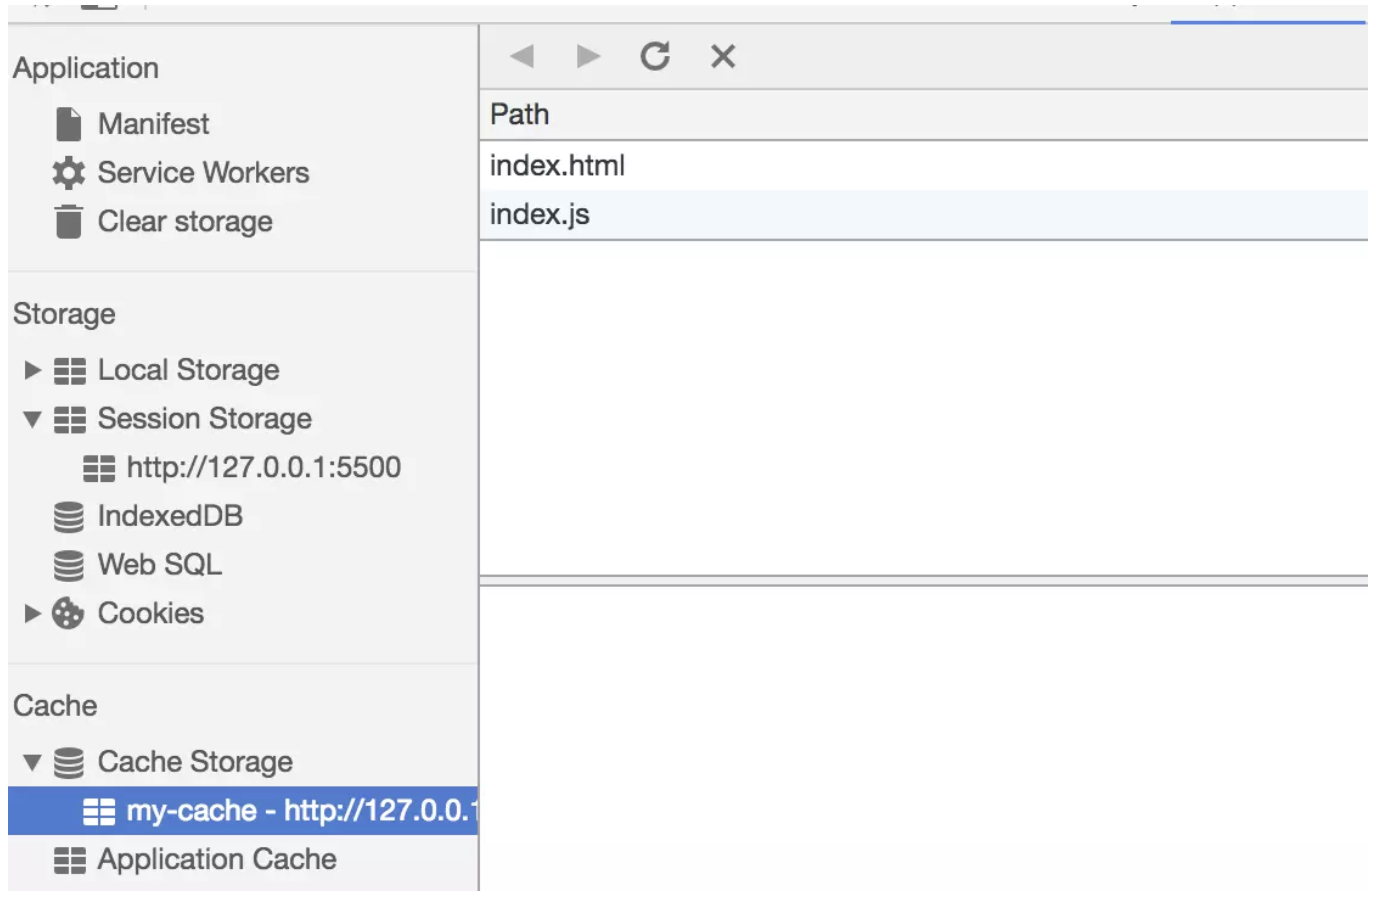 Application
Manifest
Service Workers
Clear storage
Storage
Local Storage
Session Storage
http://127.0.0.1:5500
IndexedDB
Web SQL
Cookies
Cache
Cache Storage
my-cache - http://127.0.0.1
Application Cache
Path
index.html
index.js